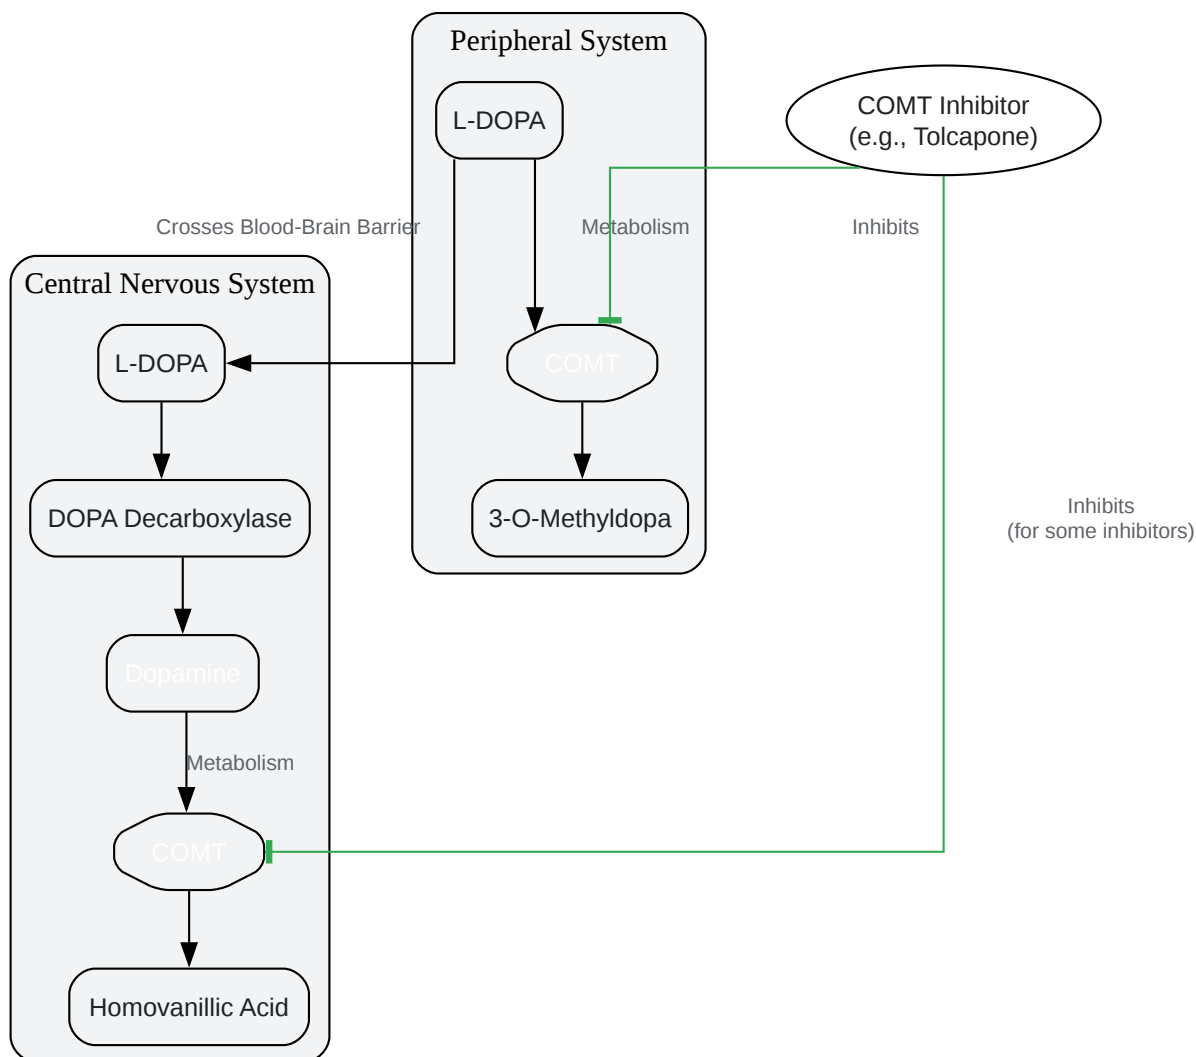 Peripheral System
L-DOPA
COMT Inhibitor
(e.g., Tolcapone)
Crosses Blood-Brain Barrier
Metabolism
Inhibits
Central Nervous System
L-DOPA
COMT
DOPA Decarboxylase
3-O-Methyldopa
Inhibits
(for some inhibitors)
Dopamine
Metabolism
COMT
Homovanillic Acid